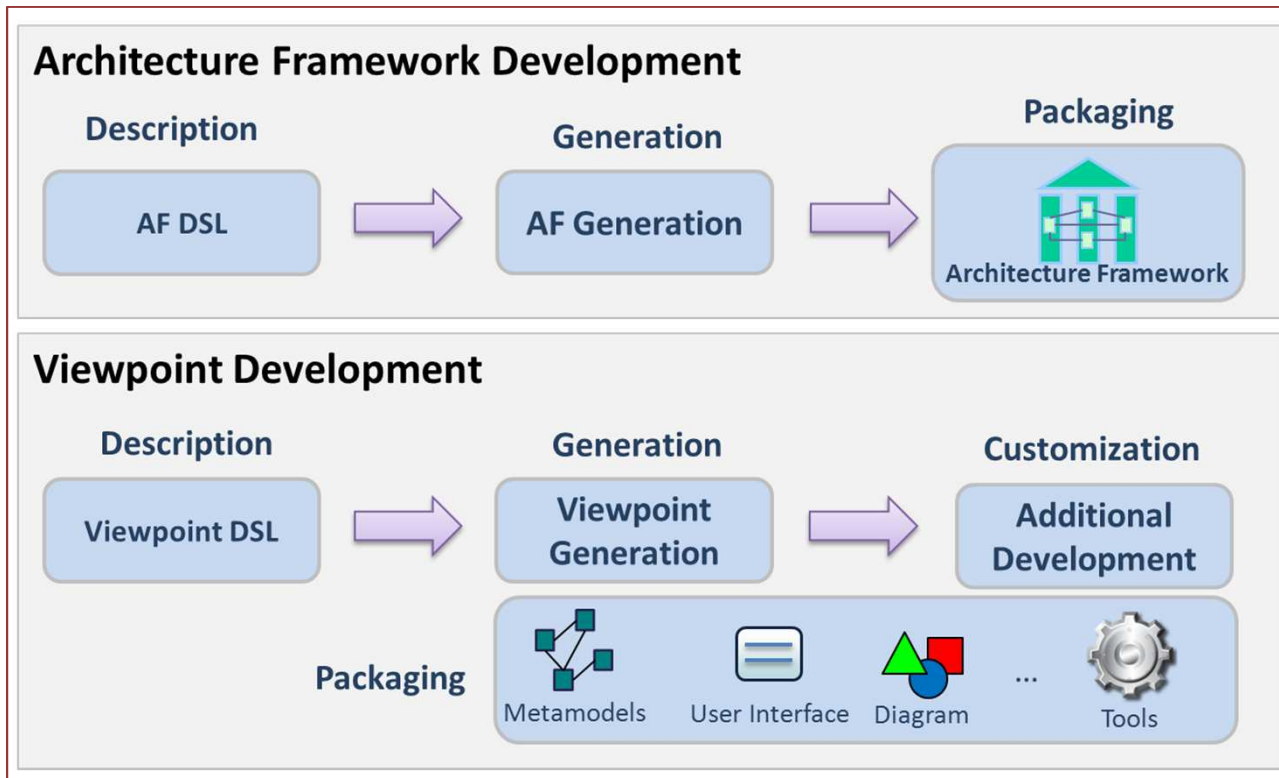 Architecture Framework Development
Description
Generation
Packaging
AF DSL
AF Generation
Architecture Framework
Viewpoint Development
Description
Generation
Customization
Viewpoint DSL
Viewpoint
Generation
Additional
Development
Packaging
Metamodels
User Interface
Diagram
...
Tools